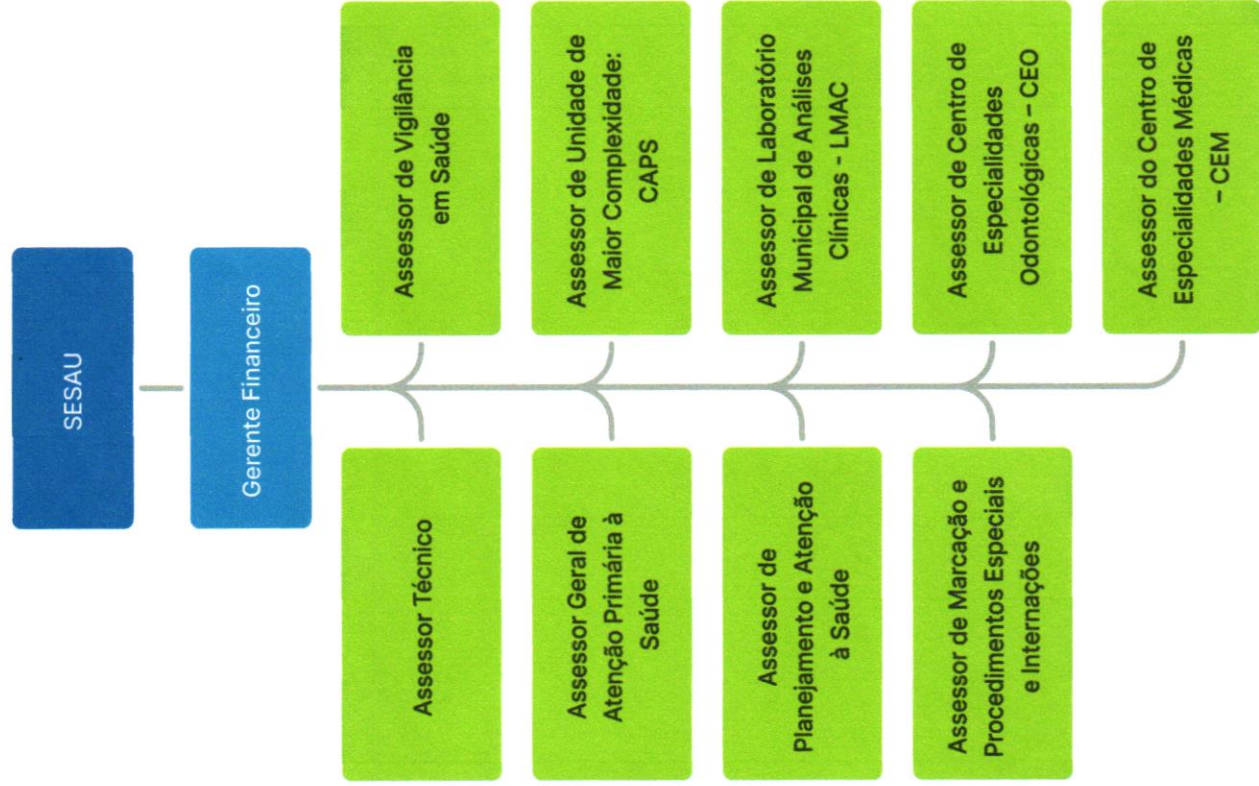 SESAU
Gerente Financeiro
Assessor Técnico
Assessor de Vigilância
em Saúde
Assessor Geral de
Atenção Primária à
Saúde
Assessor de Unidade de
Maior Complexidade:
CAPS
Assessor de
Planejamento e Atenção
à Saúde
Assessor de Laboratório
Municipal de Análises
Clínicas - LMAC
Assessor de Marcação e
Procedimentos Especiais
e Internações
Assessor de Centro de
Especialidades
Odontológicas – CEO
Assessor do Centro de
Especialidades Médicas
– CEM